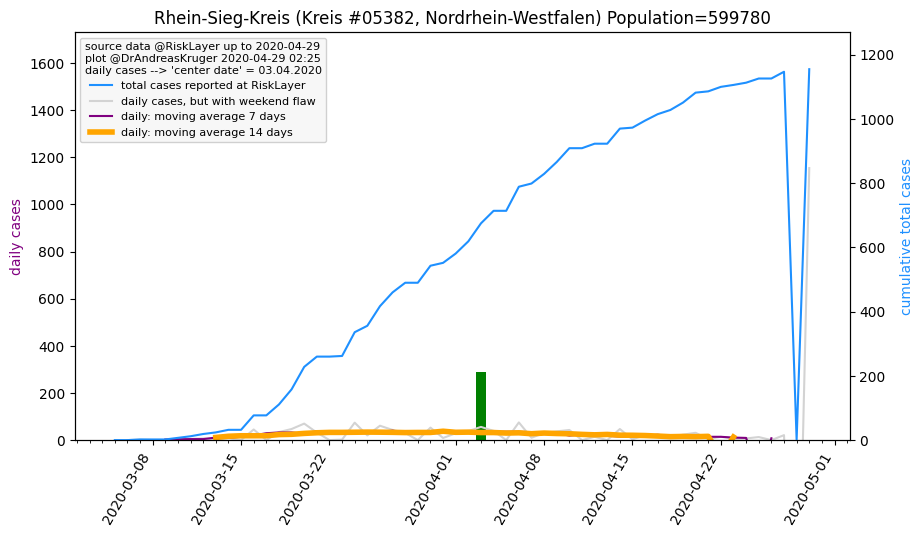 Rhein-Sieg-Kreis (Kreis #05382, Nordrhein-Westfalen) Population=599780
source data @RiskLayer up to 2020-04-29
plot @DrAndreasKruger 2020-04-29 02:25
daily cases --> 'center date' = 03.04.2020
total cases reported at RiskLayer
daily cases, but with weekend flaw
daily: moving average 7 days
daily: moving average 14 days
daily cases
1600
1400
1200
1000
800
600
400
200
0
1200
1000
800
600
400
200
0
cumulative total cases
2020-03-08
2020-03-15
2020-03-22
2020-04-01
2020-04-08
2020-04-15
2020-04-22
2020-05-01